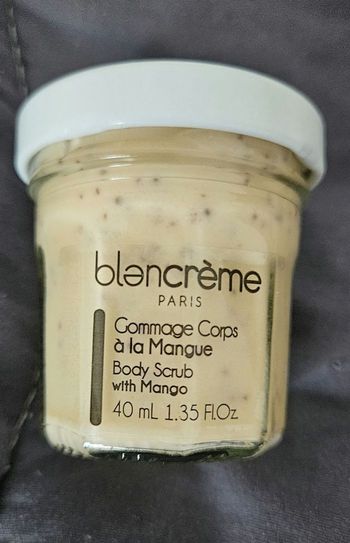 blancrème
PARIS
Gommage Corps
à la Mangue
Body Scrub
with Mango
40 mL 1.35 Fl.Oz.